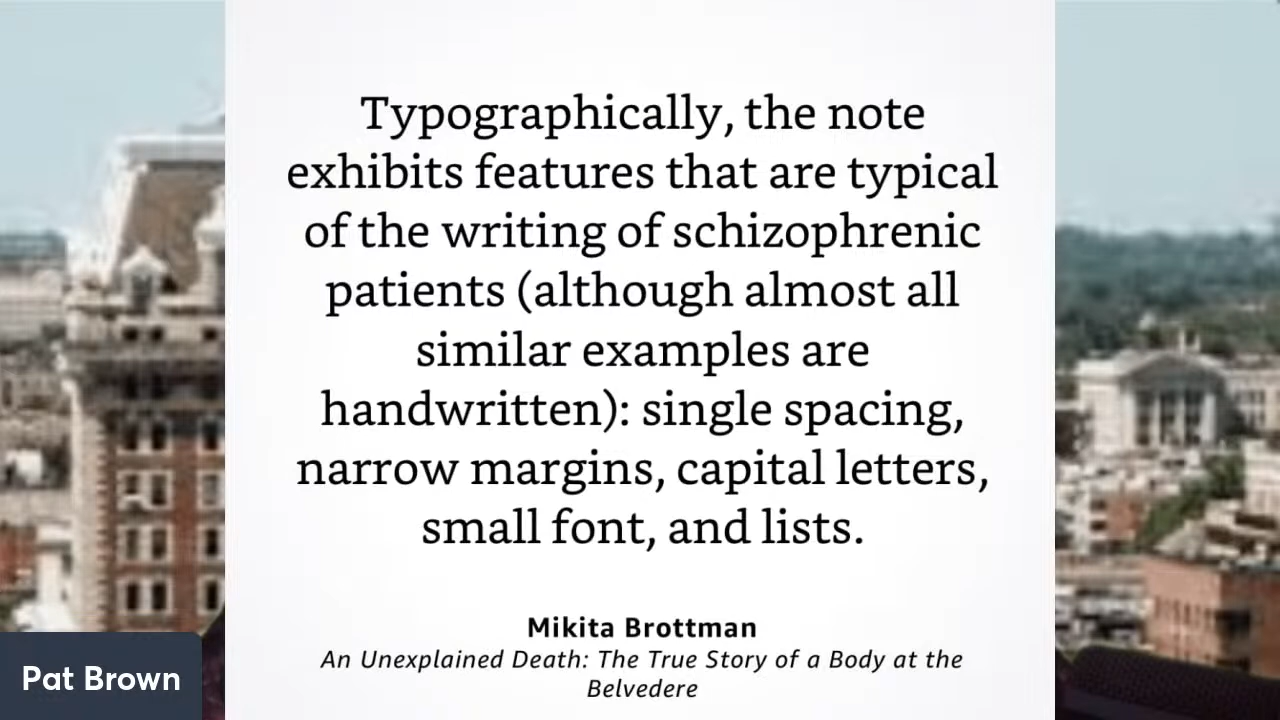 Typographically, the note
exhibits features that are typical
of the writing of schizophrenic
patients (although almost all
similar examples are
handwritten): single spacing,
narrow margins, capital letters,
small font, and lists.
Mikita Brottman
An Unexplained Death: The True Story of a Body at the
Belvedere
Pat Brown